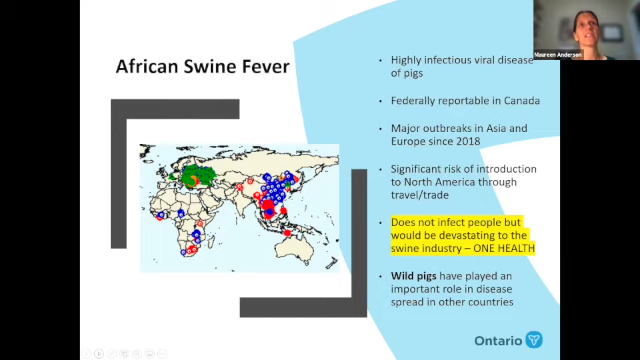 African Swine Fever
• Highly infectious viral disease
of pigs
• Federally reportable in Canada
• Major outbreaks in Asia and
Europe since 2018
• Significant risk of introduction
to North America through
travel/trade
• Does not infect people but
would be devastating to the
swine industry – ONE HEALTH
• Wild pigs have played an
important role in disease
spread in other countries
Ontario
Maureen Anderson